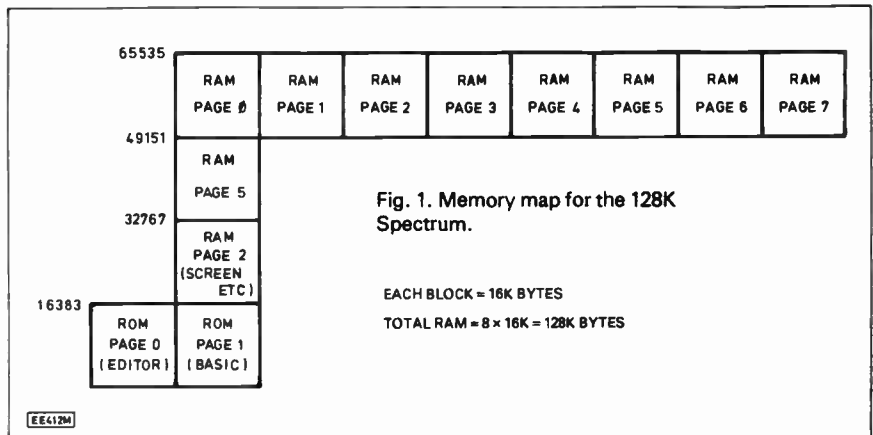 65535
RAM PAGE 0
RAM PAGE 1
RAM PAGE 2
RAM PAGE 3
RAM PAGE 4
RAM PAGE 5
RAM PAGE 6
RAM PAGE 7
49151
RAM
PAGE 5
32767
RAM
PAGE 2
(SCREEN
ETC)
16383
ROM
PAGE 0
(EDITOR)
ROM
PAGE 1
(BASIC)
Fig. 1. Memory map for the 128K
Spectrum.
EACH BLOCK = 16K BYTES
TOTAL RAM = 8 × 16K = 128K BYTES
EE412M